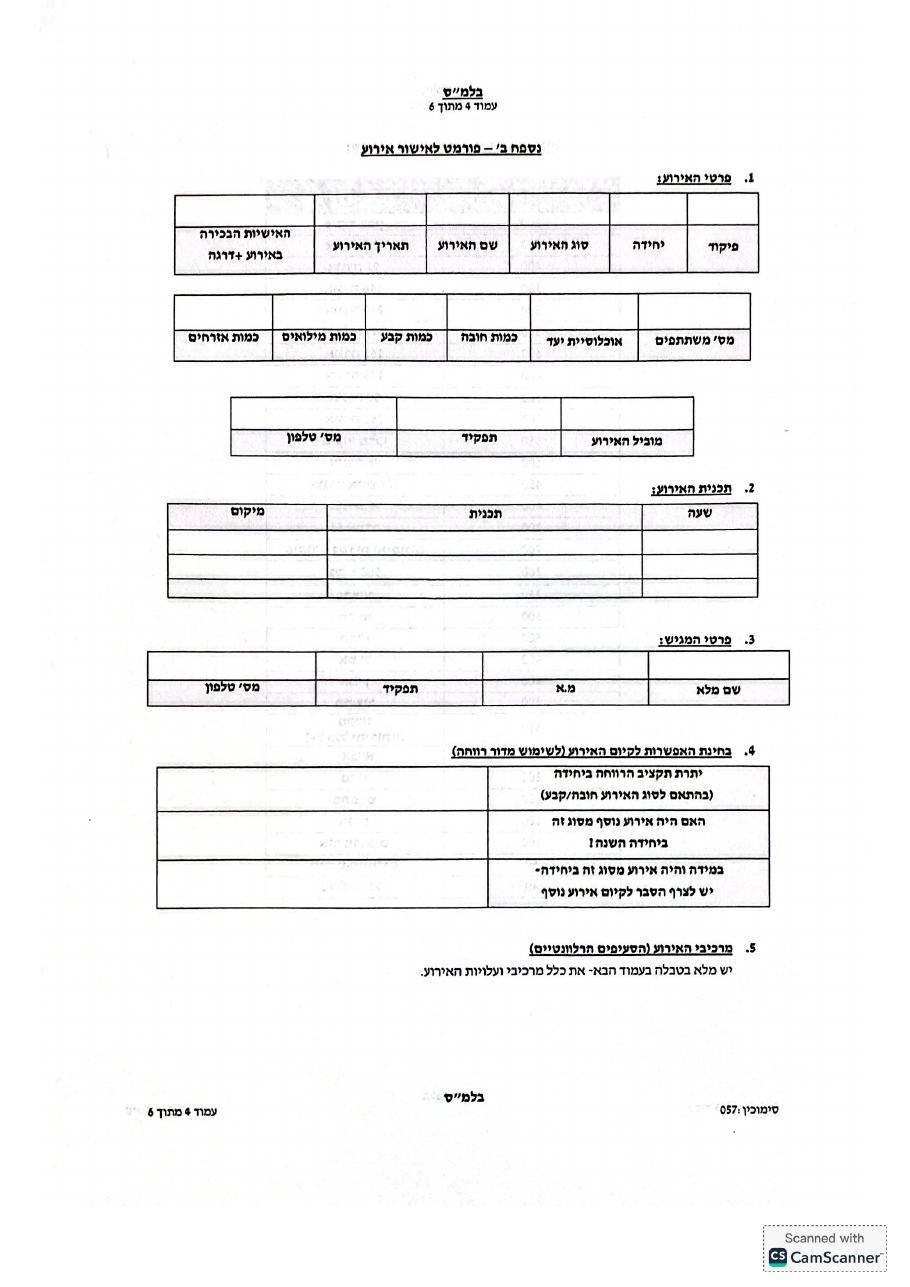 בלמ"ס
עמוד 4 מתוך 6
נספח ב' – פורמט לאישור אירוע
1. פרטי האירוע:
פיקוד יחידה סוג האירוע שם האירוע תאריך האירוע האישיות הבכירה
באירוע +דרגה
מס' משתתפים אוכלוסיית יעד כמות חובה כמות קבע כמות מילואים כמות אזרחים
מוביל האירוע תפקיד מס' טלפון
2. תכנית האירוע:
שעה תכנית מיקום
3. פרטי המגיש:
שם מלא מ.א תפקיד מס' טלפון
4. בחינת האפשרות לקיום האירוע (לשימוש מדור רווחה)
יתרת תקציב הרווחה ביחידה
(בהתאם לסוג האירוע חובה/קבע)
האם היה אירוע נוסף מסוג זה
ביחידה השנה?
במידה והיה אירוע מסוג זה ביחידה-
יש לצרף הסבר לקיום אירוע נוסף
5. מרכיבי האירוע (הסעיפים הרלוונטיים)
יש מלא בטבלה בעמוד הבא- את כלל מרכיבי ועלויות האירוע.
בלמ"ס
סימוכין :057 עמוד 4 מתוך 6
Scanned with
CS CamScanner